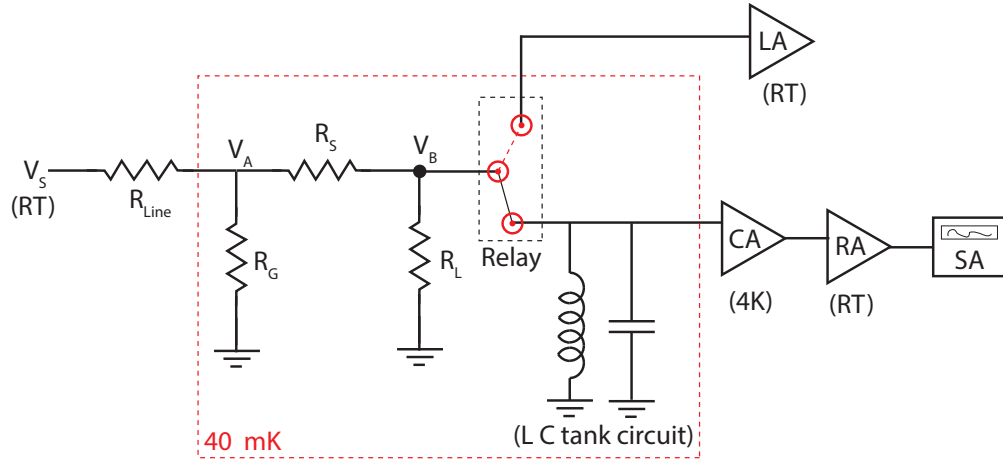 LA
(RT)
R_S
V_A
V_B
V_S
(RT)
R_Line
R_G
R_L
Relay
CA
(4K)
RA
(RT)
SA
(L C tank circuit)
40 mK